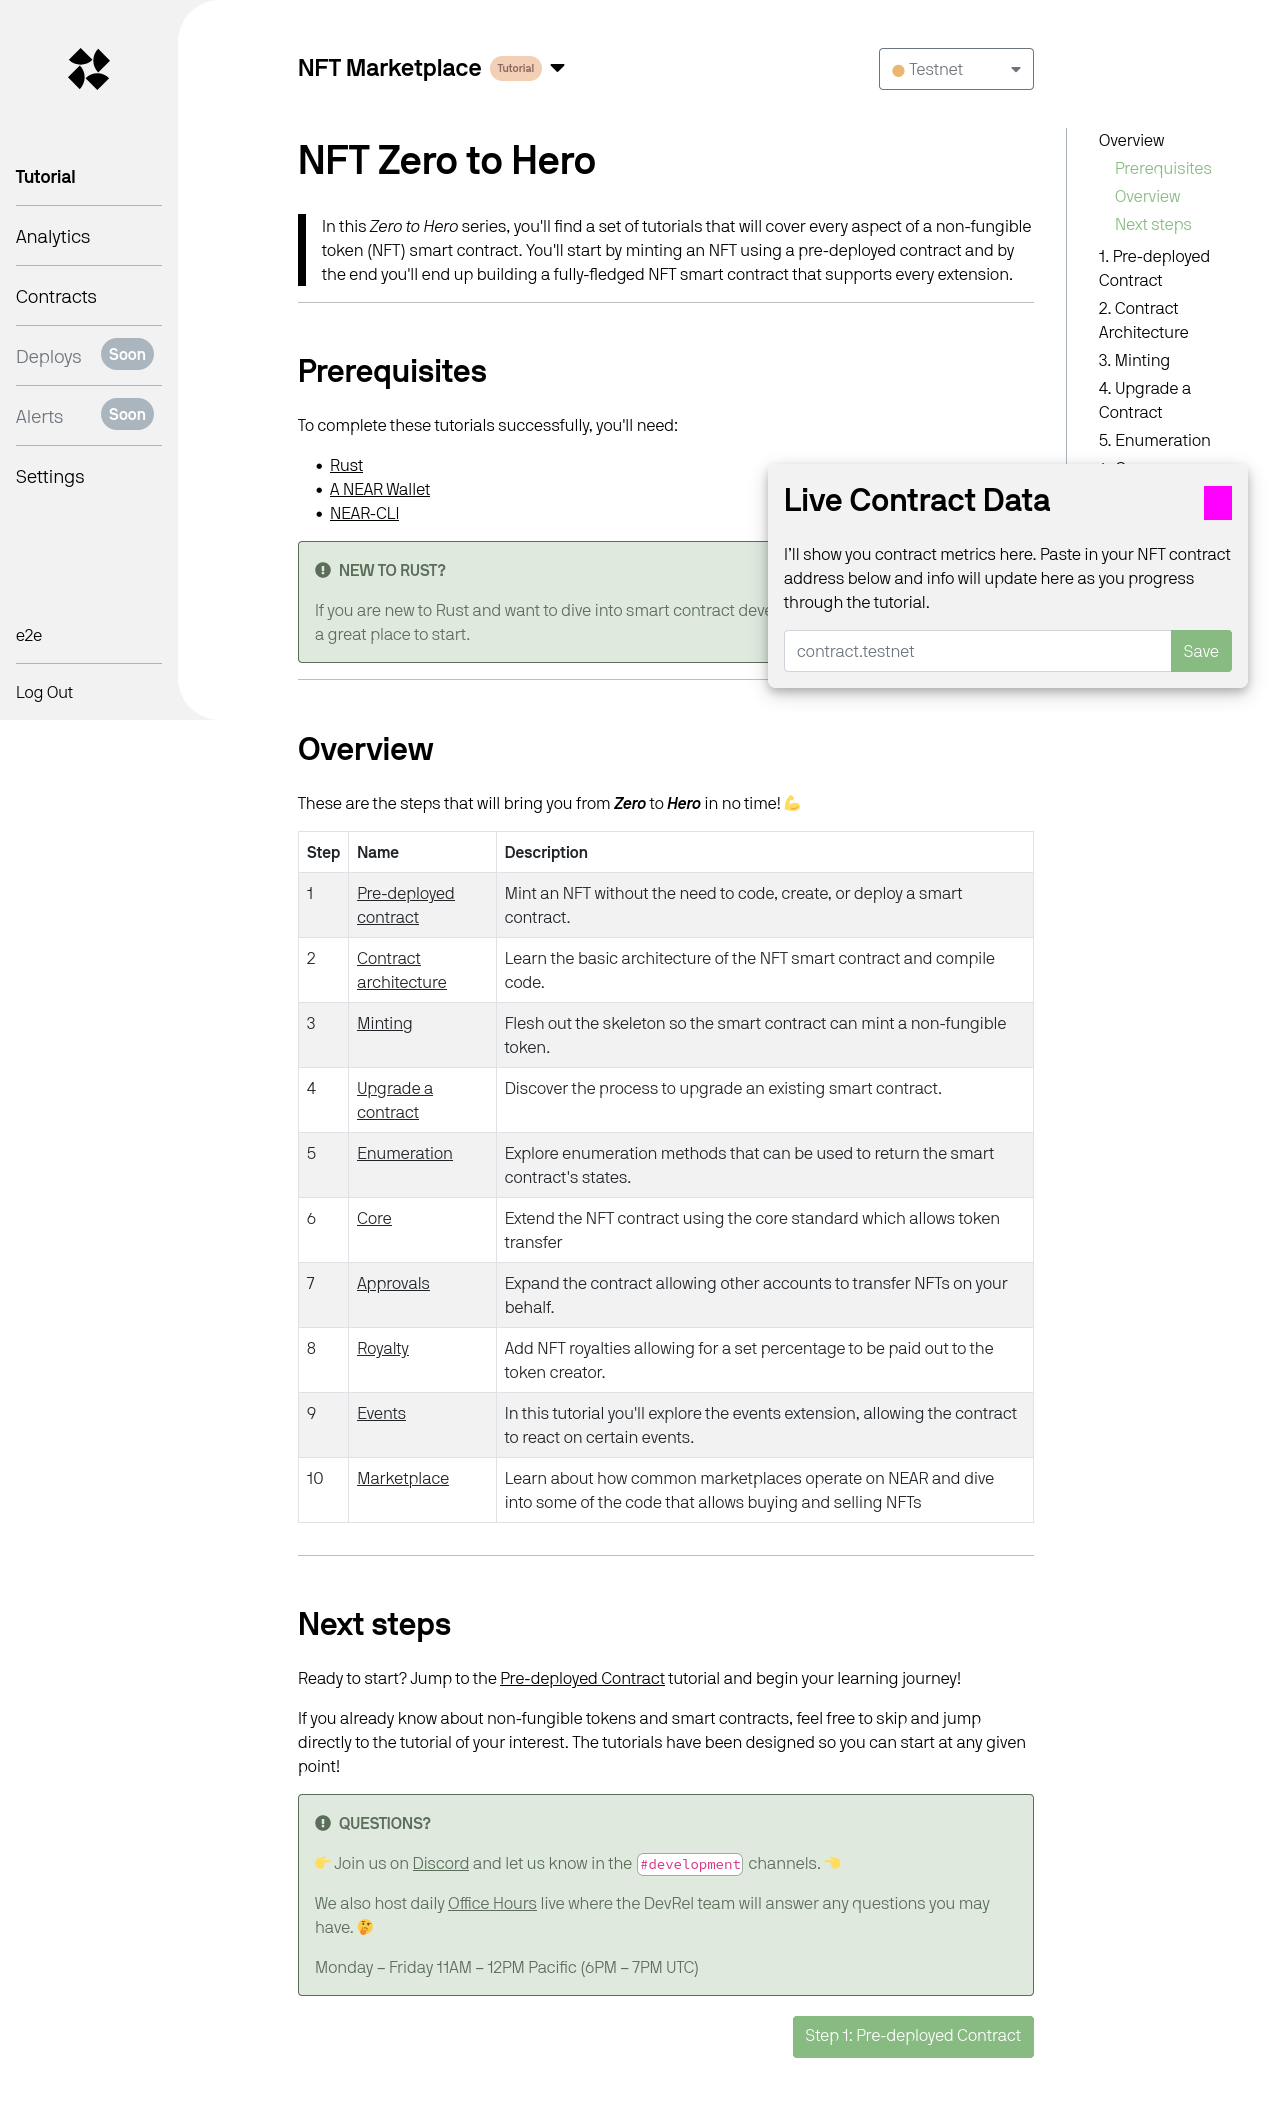 Tutorial
Analytics
Contracts
Deploys Soon
Alerts Soon
Settings
e2e
Log Out
NFT Marketplace Tutorial
Testnet
NFT Zero to Hero
In this Zero to Hero series, you'll find a set of tutorials that will cover every aspect of a non-fungible
token (NFT) smart contract. You'll start by minting an NFT using a pre-deployed contract and by
the end you'll end up building a fully-fledged NFT smart contract that supports every extension.
Prerequisites
To complete these tutorials successfully, you'll need:
• Rust
• A NEAR Wallet
• NEAR-CLI
NEW TO RUST?
If you are new to Rust and want to dive into smart contract
a great place to start.
Overview
Prerequisites
Overview
Next steps
1. Pre-deployed
Contract
2. Contract
Architecture
3. Minting
4. Upgrade a
Contract
5. Enumeration
Live Contract Data
I’ll show you contract metrics here. Paste in your NFT contract
address below and info will update here as you progress
through the tutorial.
contract.testnet Save
Overview
These are the steps that will bring you from Zero to Hero in no time! 💪
Step Name Description
1 Pre-deployed Mint an NFT without the need to code, create, or deploy a smart
contract contract.
2 Contract Learn the basic architecture of the NFT smart contract and compile
architecture code.
3 Minting Flesh out the skeleton so the smart contract can mint a non-fungible
token.
4 Upgrade a Discover the process to upgrade an existing smart contract.
contract
5 Enumeration Explore enumeration methods that can be used to return the smart
contract's states.
6 Core Extend the NFT contract using the core standard which allows token
transfer
7 Approvals Expand the contract allowing other accounts to transfer NFTs on your
behalf.
8 Royalty Add NFT royalties allowing for a set percentage to be paid out to the
token creator.
9 Events In this tutorial you'll explore the events extension, allowing the contract
to react on certain events.
10 Marketplace Learn about how common marketplaces operate on NEAR and dive
into some of the code that allows buying and selling NFTs
Next steps
Ready to start? Jump to the Pre-deployed Contract tutorial and begin your learning journey!
If you already know about non-fungible tokens and smart contracts, feel free to skip and jump
directly to the tutorial of your interest. The tutorials have been designed so you can start at any given
point!
QUESTIONS?
👉 Join us on Discord and let us know in the #development channels. 👈
We also host daily Office Hours live where the DevRel team will answer any questions you may
have. 🤔
Monday – Friday 11AM – 12PM Pacific (6PM – 7PM UTC)
Step 1: Pre-deployed Contract